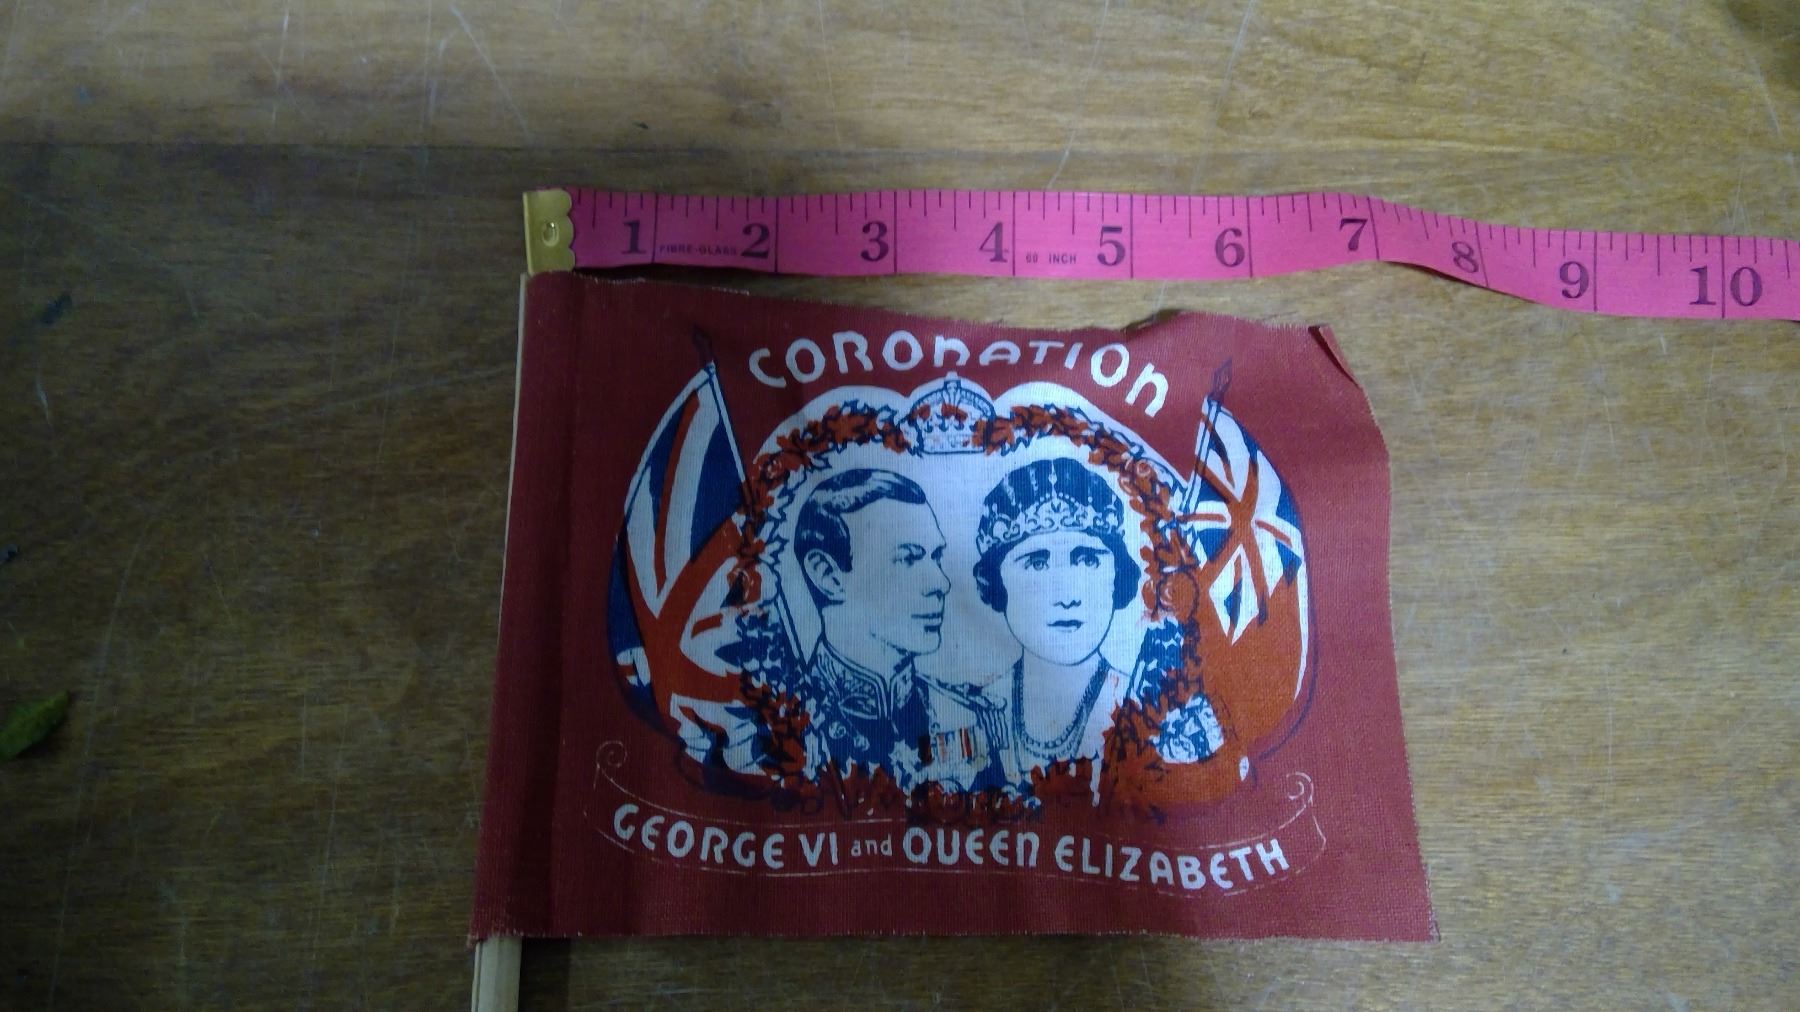 1 FIBRE-GLASS 2 3 4 60 INCH 5 6 7 8 9 10
CORONATION
GEORGE VI and QUEEN ELIZABETH